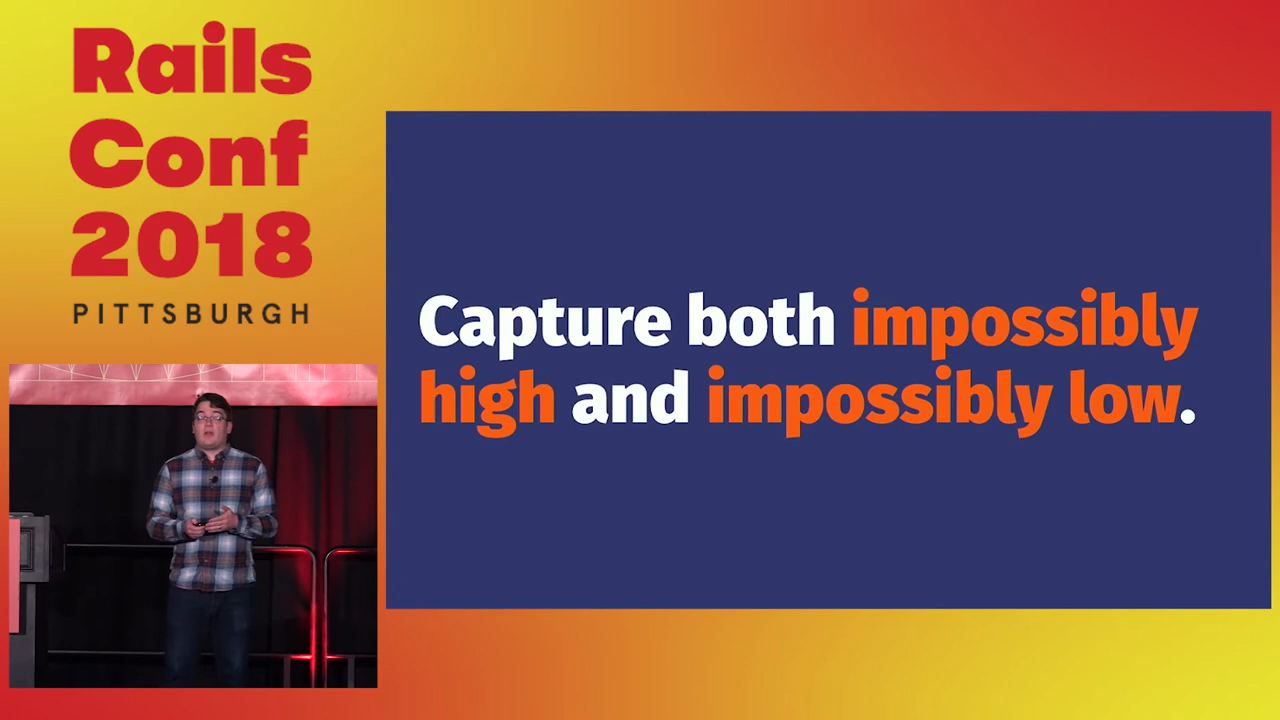 Rails
Conf
2018
PITTSBURGH
Capture both impossibly
high and impossibly low.